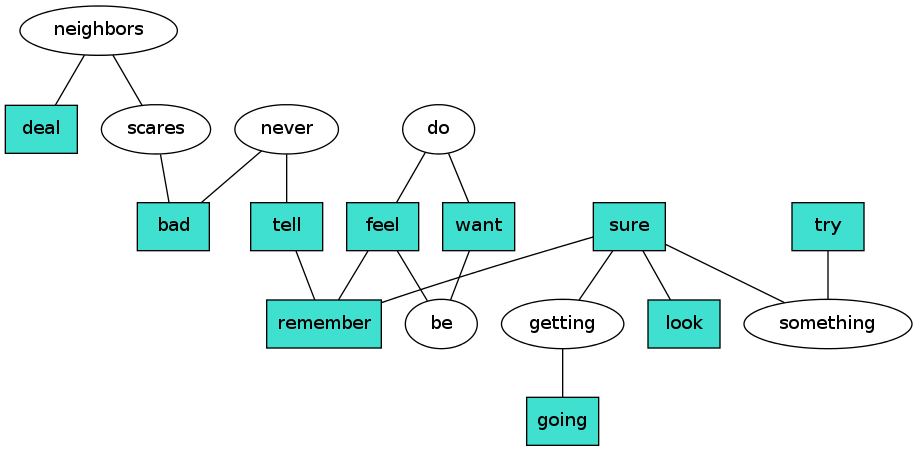 neighbors
deal
scares
never
do
bad
tell
feel
want
sure
try
remember
be
getting
look
something
going